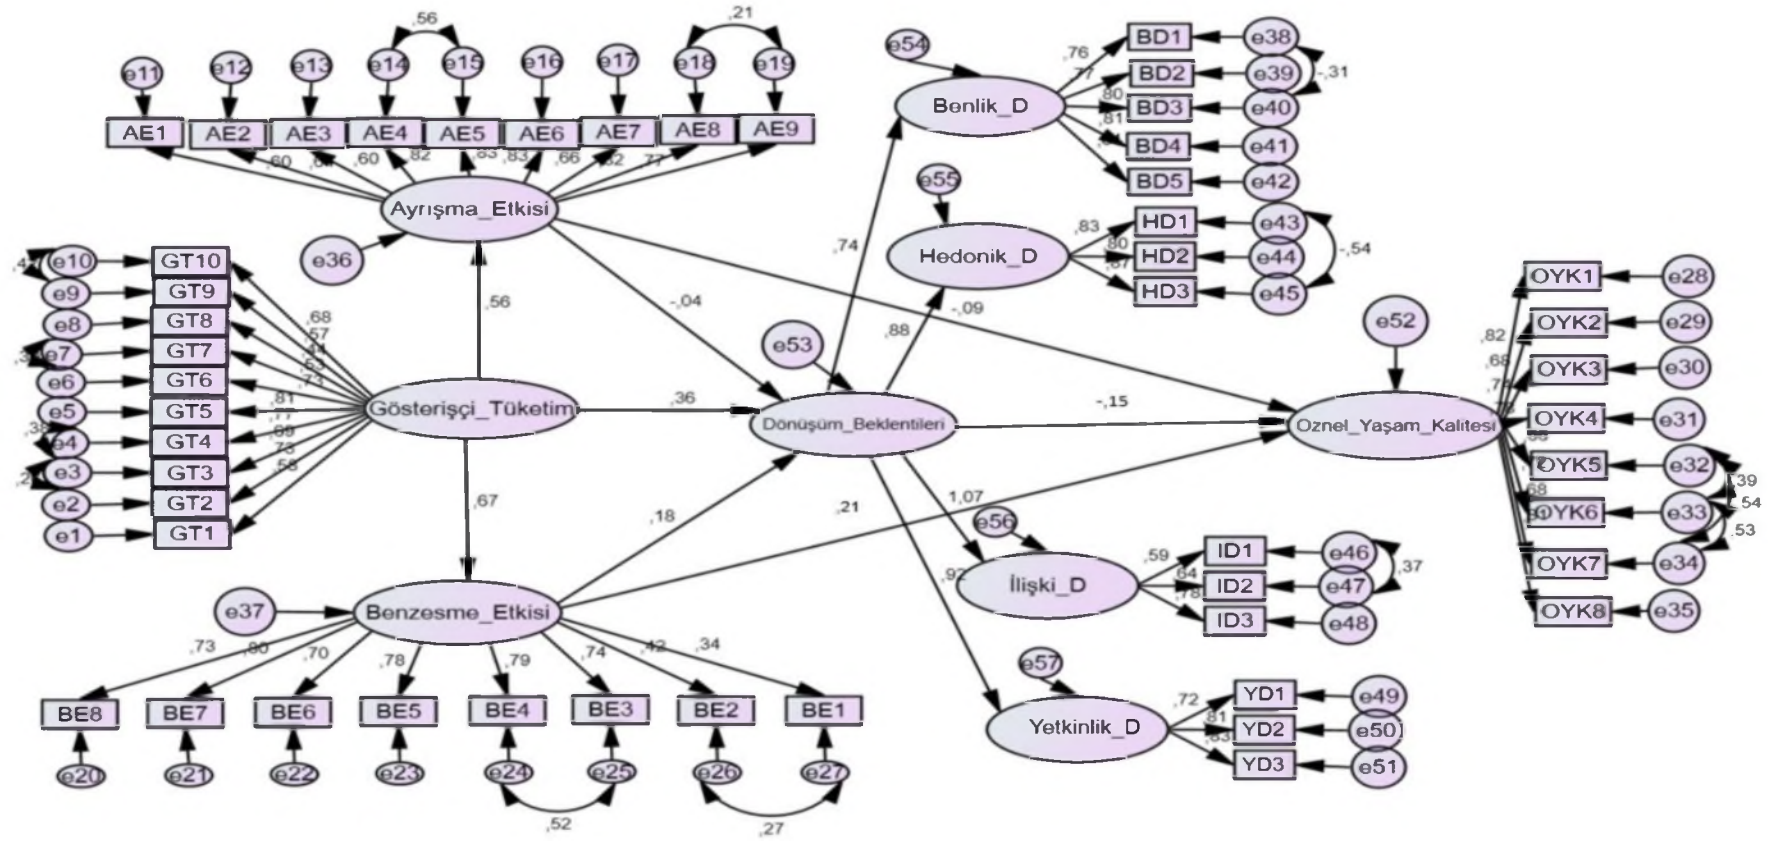 ,56
,21
e11
e12
e13
e14
e15
e16
e17
e18
e19
AE1
AE2
AE3
AE4
AE5
AE6
AE7
AE8
AE9
,60
,60
,82
,83
,83
,66
,77
Ayrışma_Etkisi
e36
e10
e9
e8
e7
e6
e5
e4
e3
e2
e1
GT10
GT9
GT8
GT7
GT6
GT5
GT4
GT3
GT2
GT1
,68
,57
,44
,53
,73
,81
,77
,69
,73
,58
Gösterişçi_Tüketim
,56
,67
,36
-,04
-,09
e37
Benzesme_Etkisi
,18
,21
,73
,80
,70
,78
,79
,74
,42
,34
BE8
BE7
BE6
BE5
BE4
BE3
BE2
BE1
e20
e21
e22
e23
e24
e25
e26
e27
,52
,27
e53
Dönüşüm_Beklentileri
,74
,88
1,07
,92
-,15
e54
Benlik_D
,76
,77
,80
,81
BD1
BD2
BD3
BD4
BD5
e38
e39
e40
e41
e42
-,31
e55
Hedonik_D
,83
,80
,67
HD1
HD2
HD3
e43
e44
e45
-,54
e56
İlişki_D
,59
,64
,78
ID1
ID2
ID3
e46
e47
e48
,37
e57
Yetkinlik_D
,72
,81
,83
YD1
YD2
YD3
e49
e50
e51
e52
Oznel_Yaşam_Kalitesi
,82
,68
,68
OYK1
OYK2
OYK3
OYK4
OYK5
OYK6
OYK7
OYK8
e28
e29
e30
e31
e32
e33
e34
e35
,39
,54
,53